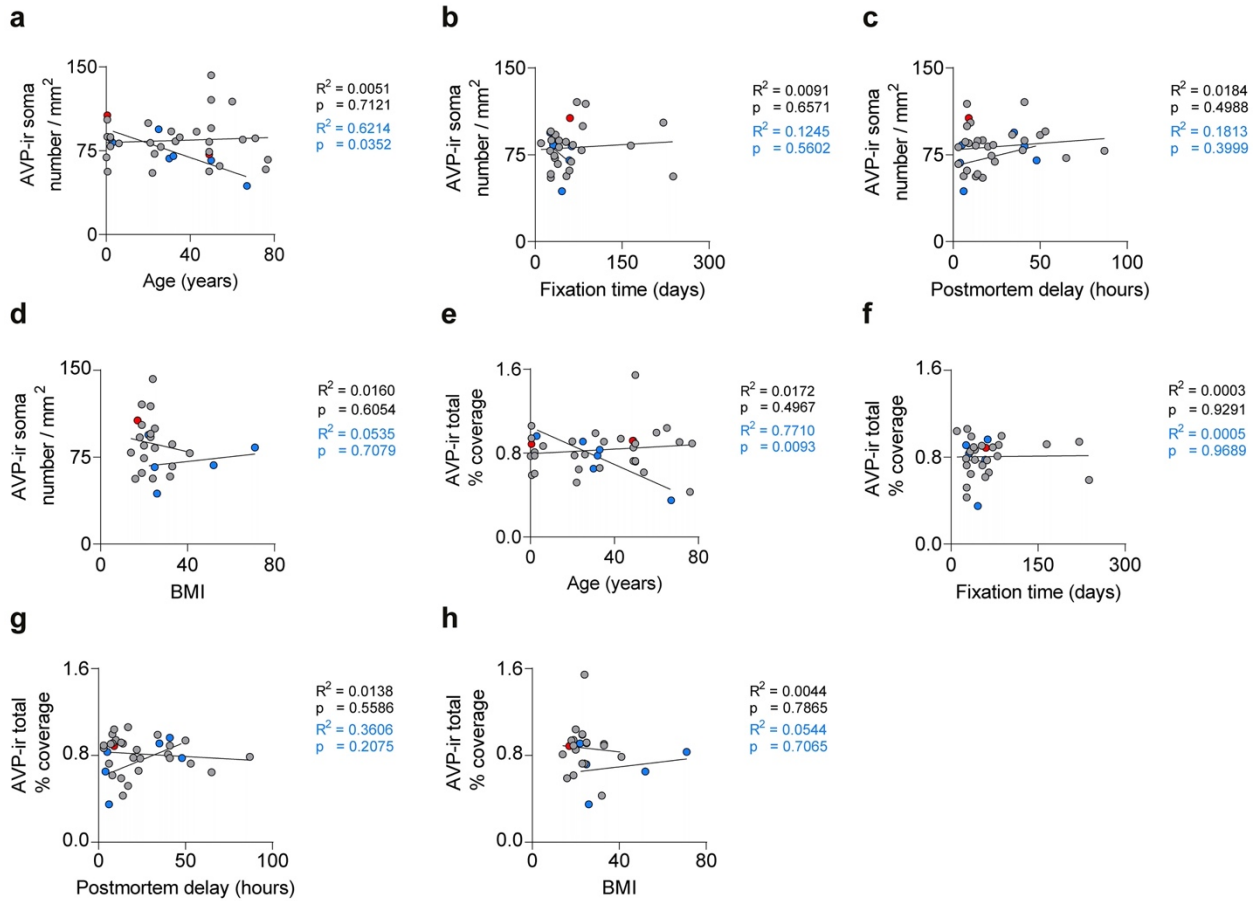 a
AVP-ir soma
number / mm²
150
75
0
0 40 80
Age (years)
R² = 0.0051
p = 0.7121
R² = 0.6214
p = 0.0352
b
AVP-ir soma
number / mm²
150
75
0
0 150 300
Fixation time (days)
R² = 0.0091
p = 0.6571
R² = 0.1245
p = 0.5602
c
AVP-ir soma
number / mm²
150
75
0
0 50 100
Postmortem delay (hours)
R² = 0.0184
p = 0.4988
R² = 0.1813
p = 0.3999
d
AVP-ir soma
number / mm²
150
75
0
0 40 80
BMI
R² = 0.0160
p = 0.6054
R² = 0.0535
p = 0.7079
e
AVP-ir total
% coverage
1.6
0.8
0.0
0 40 80
Age (years)
R² = 0.0172
p = 0.4967
R² = 0.7710
p = 0.0093
f
AVP-ir total
% coverage
1.6
0.8
0.0
0 150 300
Fixation time (days)
R² = 0.0003
p = 0.9291
R² = 0.0005
p = 0.9689
g
AVP-ir total
% coverage
1.6
0.8
0.0
0 50 100
Postmortem delay (hours)
R² = 0.0138
p = 0.5586
R² = 0.3606
p = 0.2075
h
AVP-ir total
% coverage
1.6
0.8
0.0
0 40 80
BMI
R² = 0.0044
p = 0.7865
R² = 0.0544
p = 0.7065